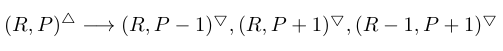 (R, P)^△ ⟶ (R, P − 1)^▽, (R, P + 1)^▽, (R − 1, P + 1)^▽